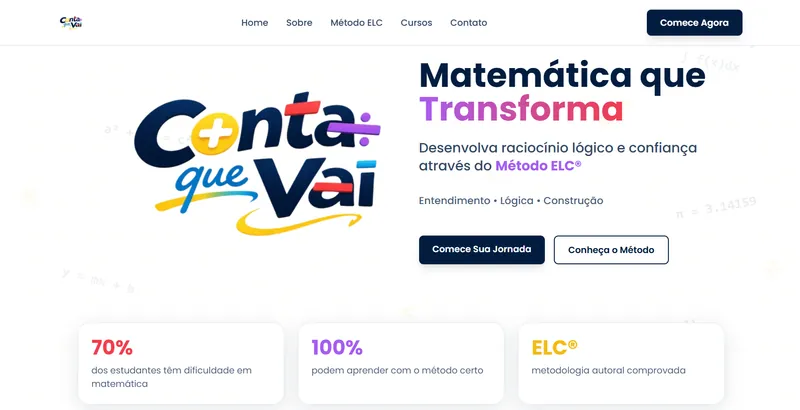 Conta que Vai
Home Sobre Método ELC Cursos Contato
Comece Agora
Conta
que Vai
Matemática que
Transforma
Desenvolva raciocínio lógico e confiança
através do Método ELC®
Entendimento • Lógica • Construção
Comece Sua Jornada
Conheça o Método
π = 3.14159
y = mx + b
∫ f(x)dx
70%
dos estudantes têm dificuldade em
matemática
100%
podem aprender com o método certo
ELC®
metodologia autoral comprovada